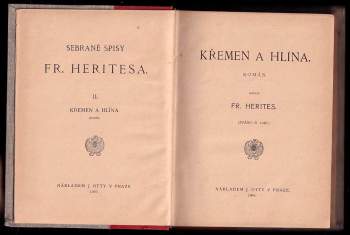 SEBRANÉ SPISY
FR. HERITESA.
II.
KŘEMEN A HLÍNA
NÁKLADEM J. OTTY V PRAZE
KŘEMEN A HLÍNA.
ROMÁN.
FR. HERITES.
NÁKLADEM J. OTTY V PRAZE.